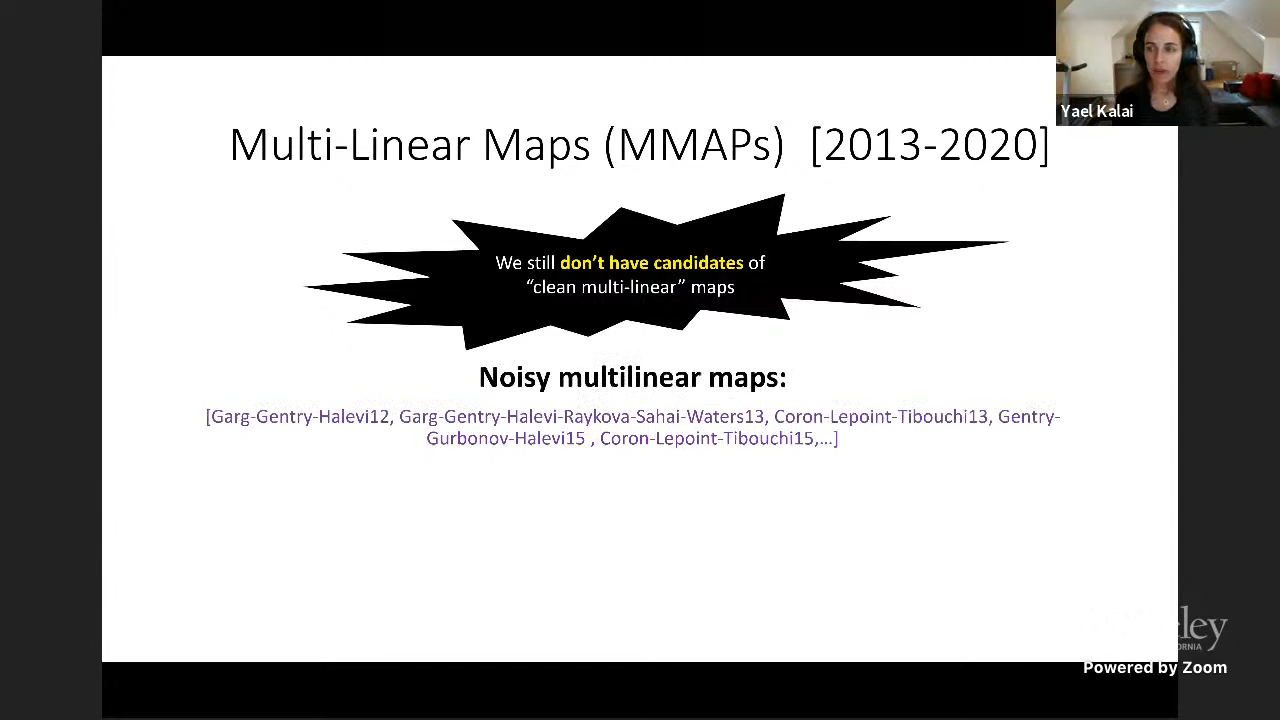 Yael Kalai
Multi-Linear Maps (MMAPs) [2013-2020]
We still don't have candidates of
“clean multi-linear” maps
Noisy multilinear maps:
[Garg-Gentry-Halevi12, Garg-Gentry-Halevi-Raykova-Sahai-Waters13, Coron-Lepoint-Tibouchi13, Gentry-
Gurbonov-Halevi15 , Coron-Lepoint-Tibouchi15,...]
Powered by Zoom